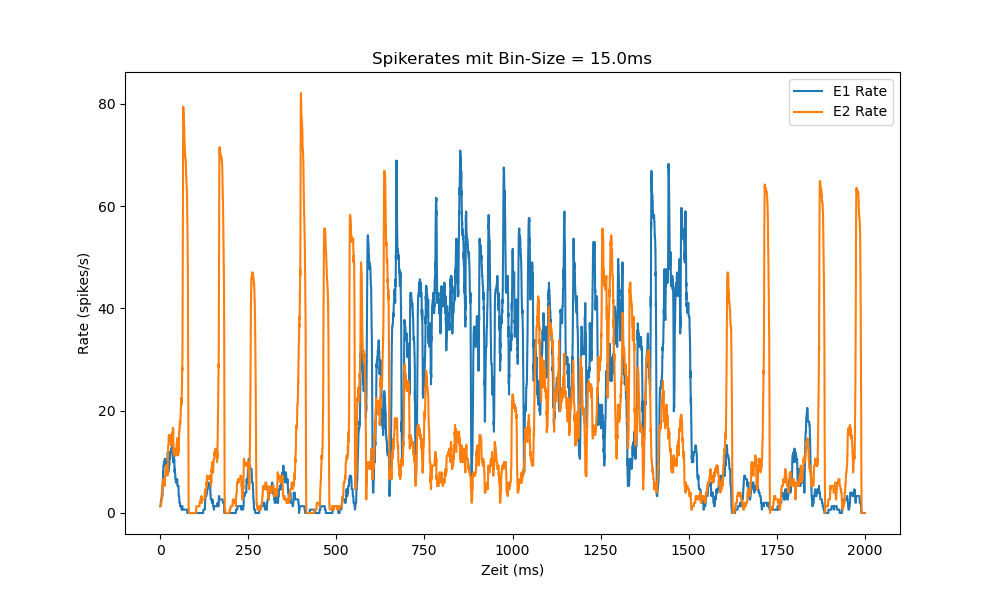 Spikerates mit Bin-Size = 15.0ms
E1 Rate
E2 Rate
Rate (spikes/s)
80
60
40
20
0
0 250 500 750 1000 1250 1500 1750 2000
Zeit (ms)